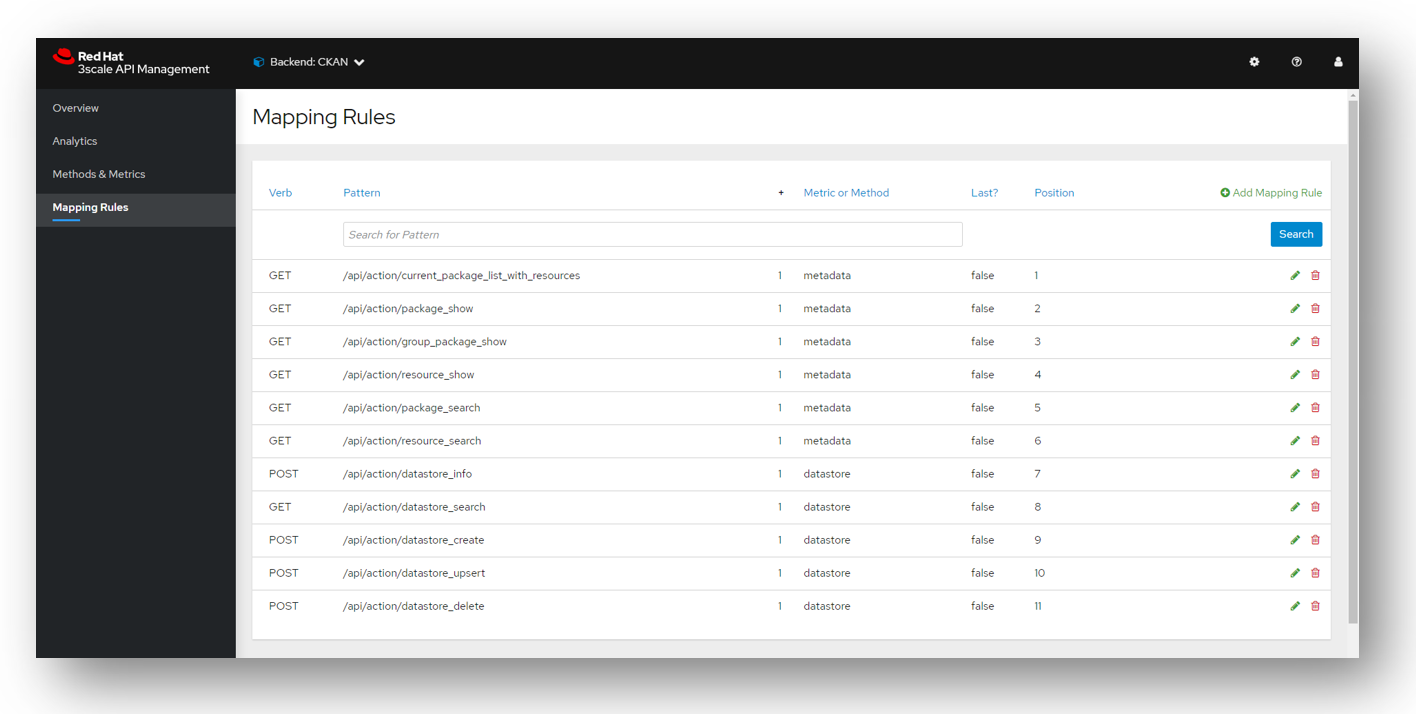 Red Hat
3scale API Management
Backend: CKAN
Overview
Analytics
Methods & Metrics
Mapping Rules
Mapping Rules
Verb Pattern + Metric or Method Last? Position Add Mapping Rule
Search for Pattern Search
GET /api/action/current_package_list_with_resources 1 metadata false 1
GET /api/action/package_show 1 metadata false 2
GET /api/action/group_package_show 1 metadata false 3
GET /api/action/resource_show 1 metadata false 4
GET /api/action/package_search 1 metadata false 5
GET /api/action/resource_search 1 metadata false 6
POST /api/action/datastore_info 1 datastore false 7
GET /api/action/datastore_search 1 datastore false 8
POST /api/action/datastore_create 1 datastore false 9
POST /api/action/datastore_upsert 1 datastore false 10
POST /api/action/datastore_delete 1 datastore false 11